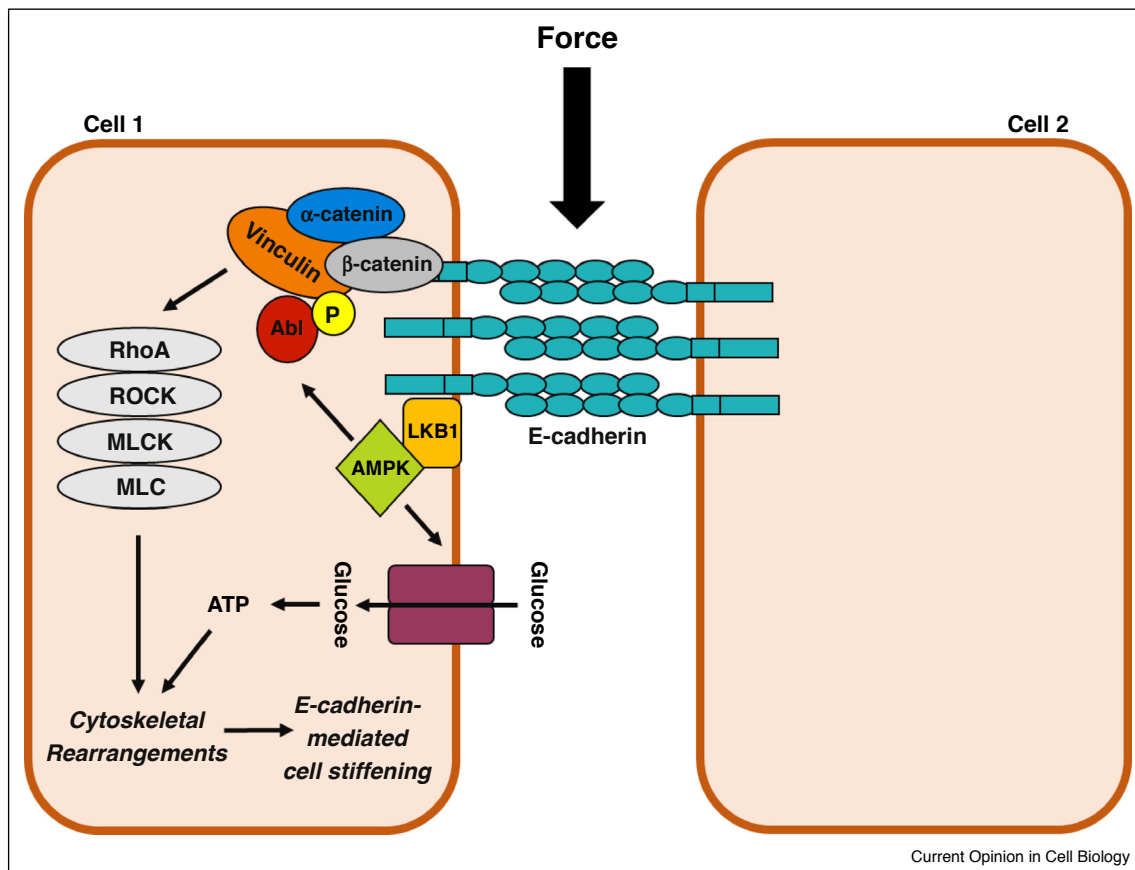 Force
Cell 1
Cell 2
α-catenin
Vinculin
β-catenin
P
Abl
RhoA
ROCK
MLCK
MLC
LKB1
AMPK
E-cadherin
Glucose
Glucose
ATP
Cytoskeletal
Rearrangements
E-cadherin-
mediated
cell stiffening
Current Opinion in Cell Biology